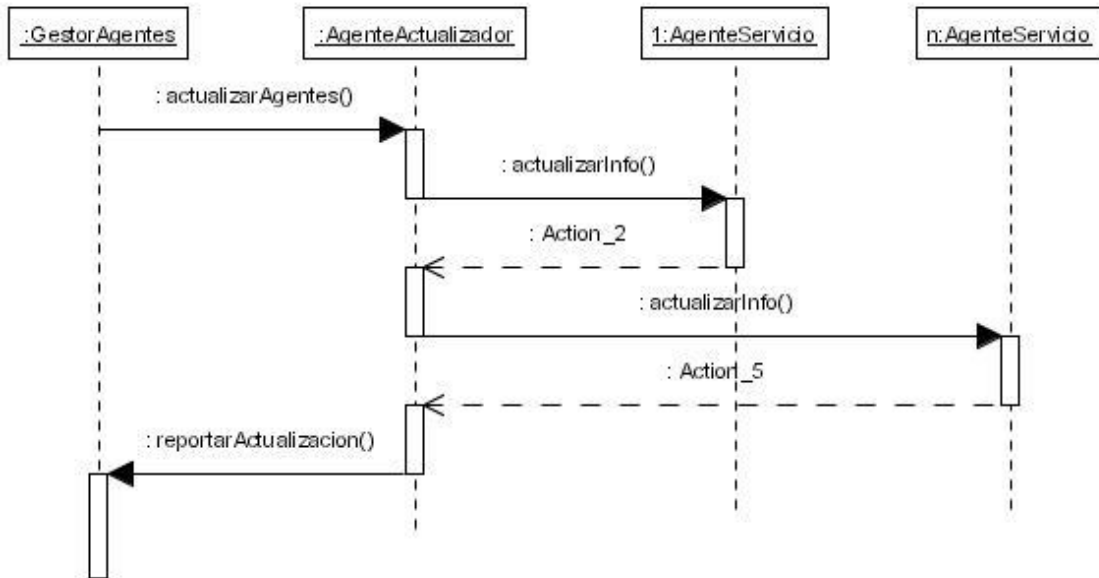 :GestorAgentes
:AgenteActualizador
1:AgenteServicio
n:AgenteServicio
: actualizarAgentes()
: actualizarInfo()
: Action_2
: actualizarInfo()
: Action_5
: reportarActualizacion()